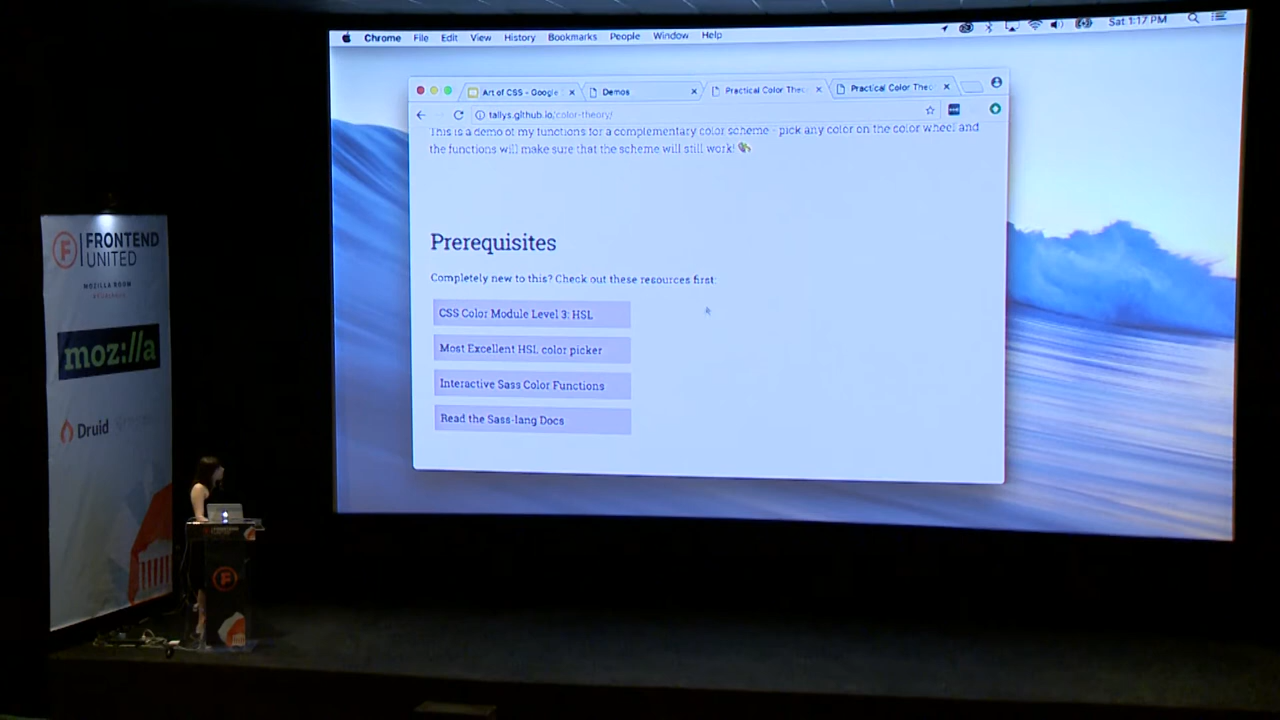 Chrome File Edit View History Bookmarks People Window Help Sat 1:17 PM
Art of CSS - Google Demos Practical Color Theo Practical Color Theo
tallys.github.io/color-theory/
This is a demo of my functions for a complementary color scheme - pick any color on the color wheel and
the functions will make sure that the scheme will still work!
Prerequisites
Completely new to this? Check out these resources first:
CSS Color Module Level 3: HSL
Most Excellent HSL color picker
Interactive Sass Color Functions
Read the Sass-lang Docs
F FRONTEND
UNITED
MOZILLA ROOM
moz://a
Druid
F